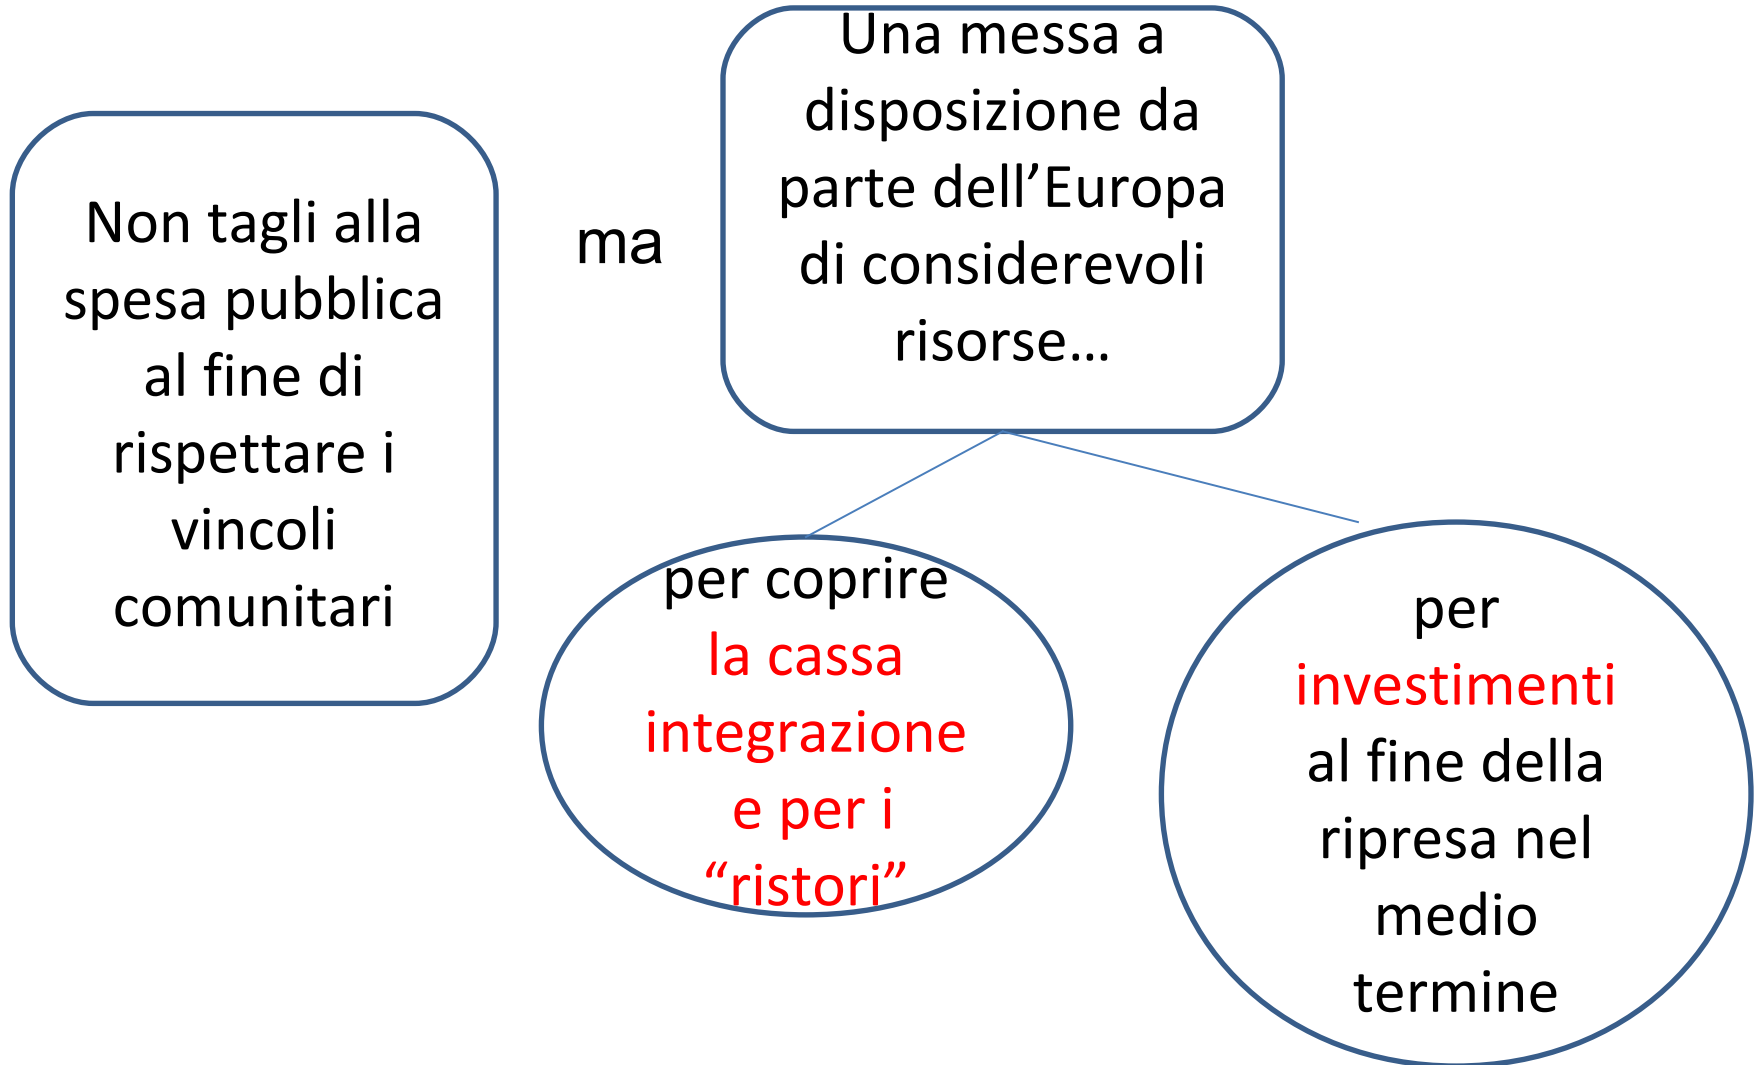 Non tagli alla
spesa pubblica
al fine di
rispettare i
vincoli
comunitari
ma
Una messa a
disposizione da
parte dell’Europa
di considerevoli
risorse…
per coprire
la cassa
integrazione
e per i
“ristori”
per
investimenti
al fine della
ripresa nel
medio
termine